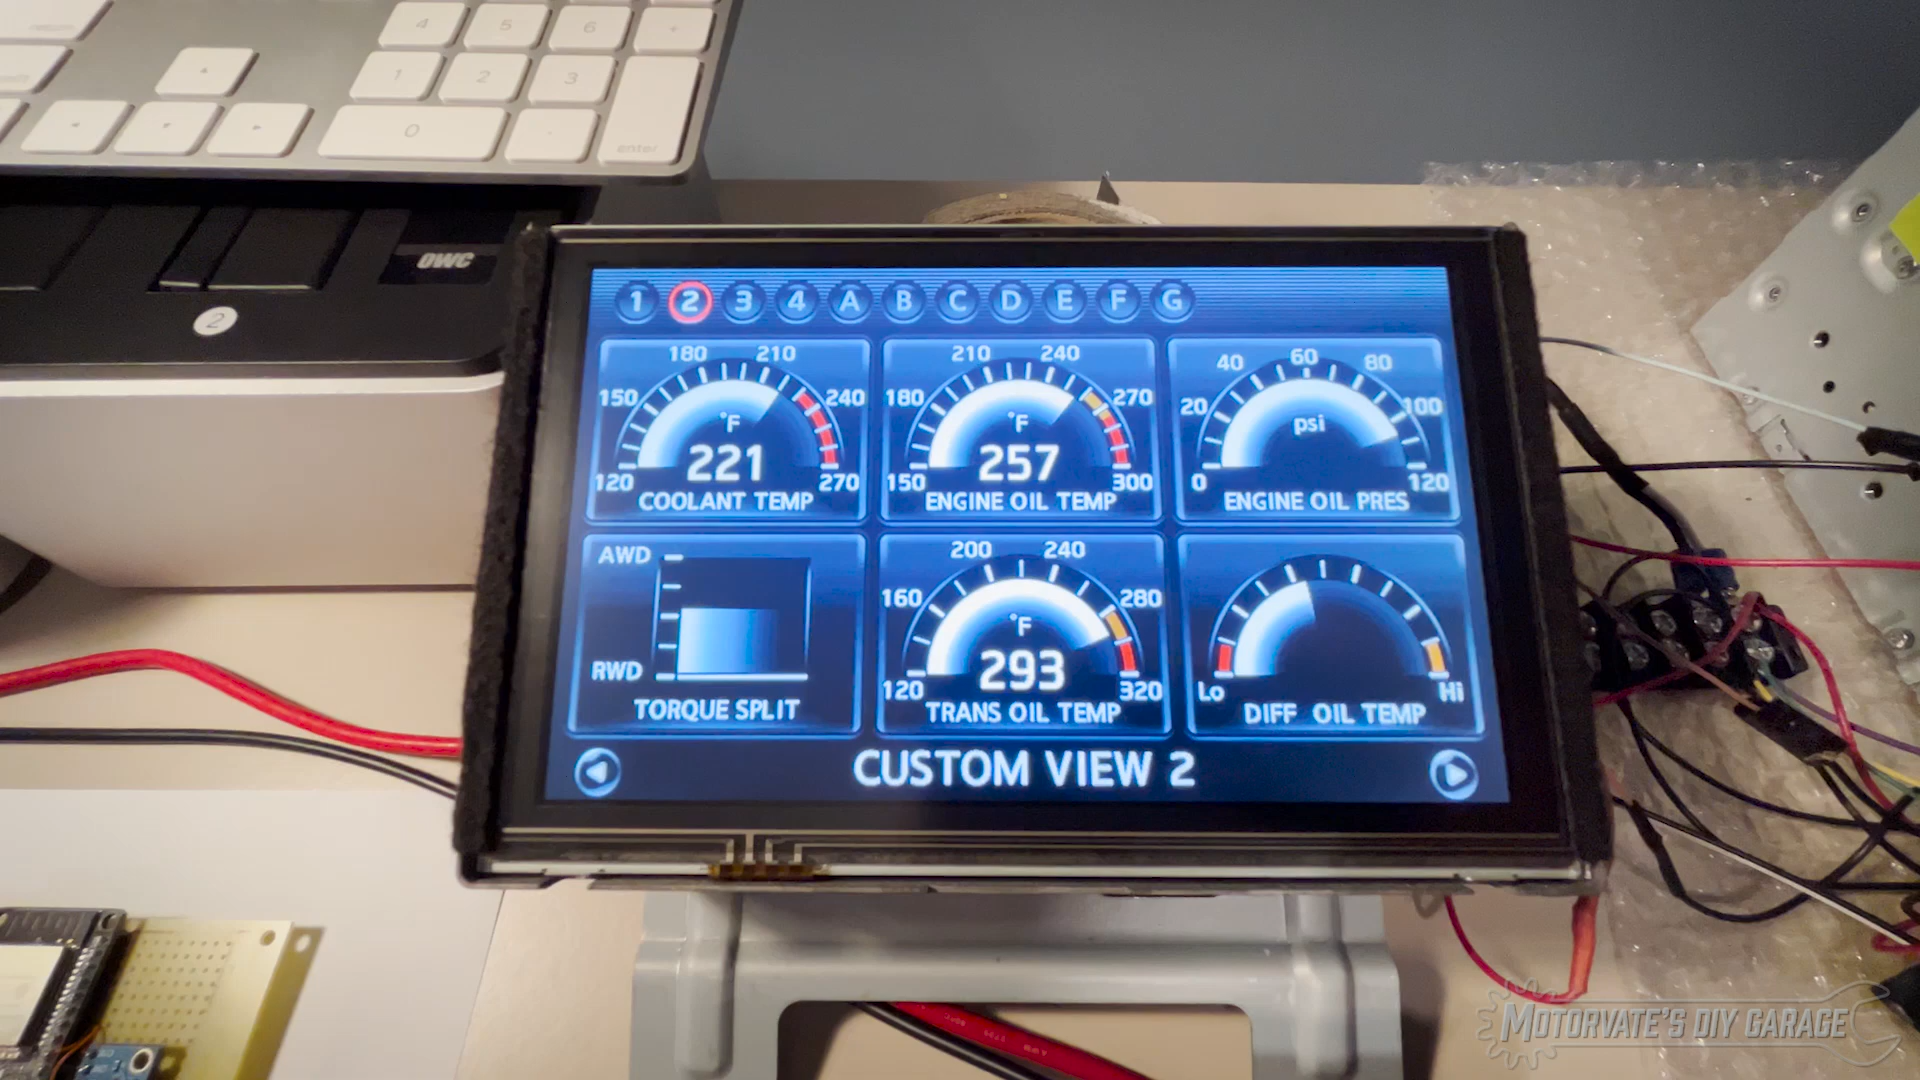 4 5 6 +
1 2 3
0 . enter
OWC
2
1 2 3 4 A B C D E F G
180 210
150 240
°F
221
120 270
COOLANT TEMP
210 240
180 270
°F
257
150 300
ENGINE OIL TEMP
40 60 80
20 100
psi
0 120
ENGINE OIL PRES
AWD
RWD
TORQUE SPLIT
200 240
160 280
°F
293
120 320
TRANS OIL TEMP
Lo Hi
DIFF OIL TEMP
CUSTOM VIEW 2
MOTORVATE'S DIY GARAGE